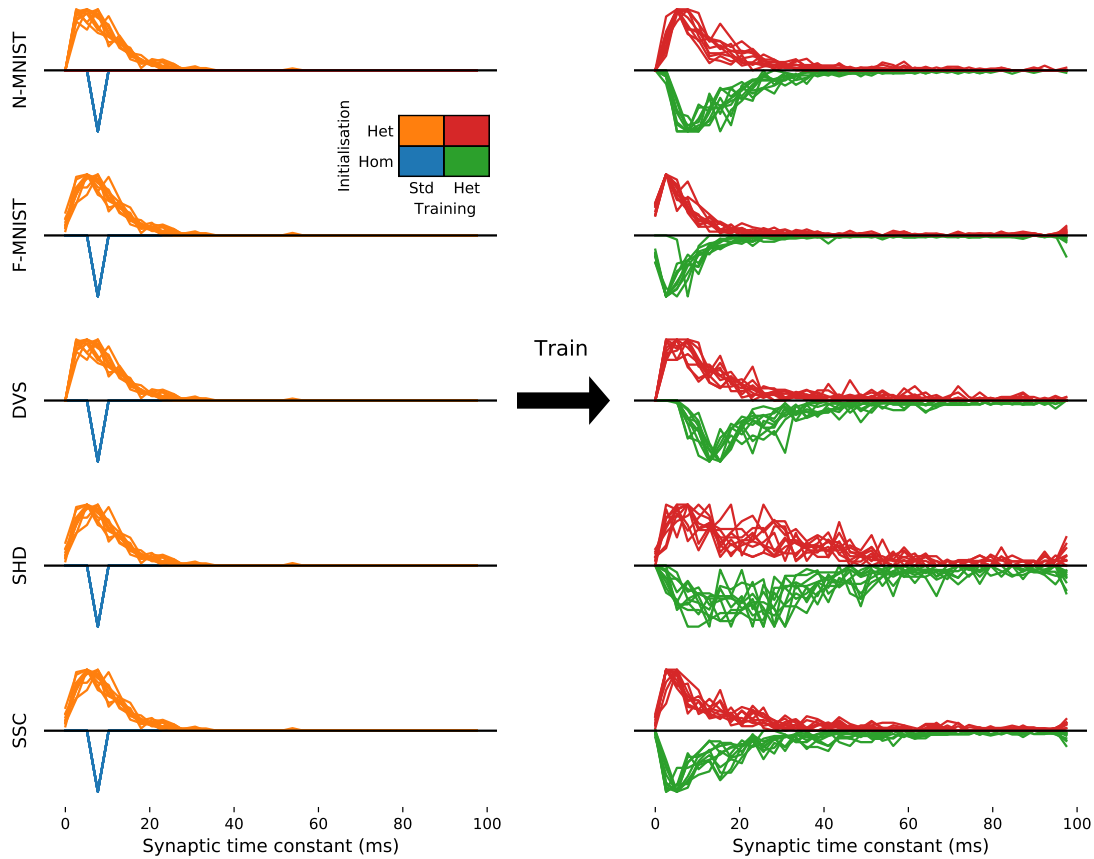 N-MNIST
Initialisation
Het
Hom
Std Het
Training
F-MNIST
DVS
Train
SHD
SSC
0 20 40 60 80 100
Synaptic time constant (ms)
0 20 40 60 80 100
Synaptic time constant (ms)